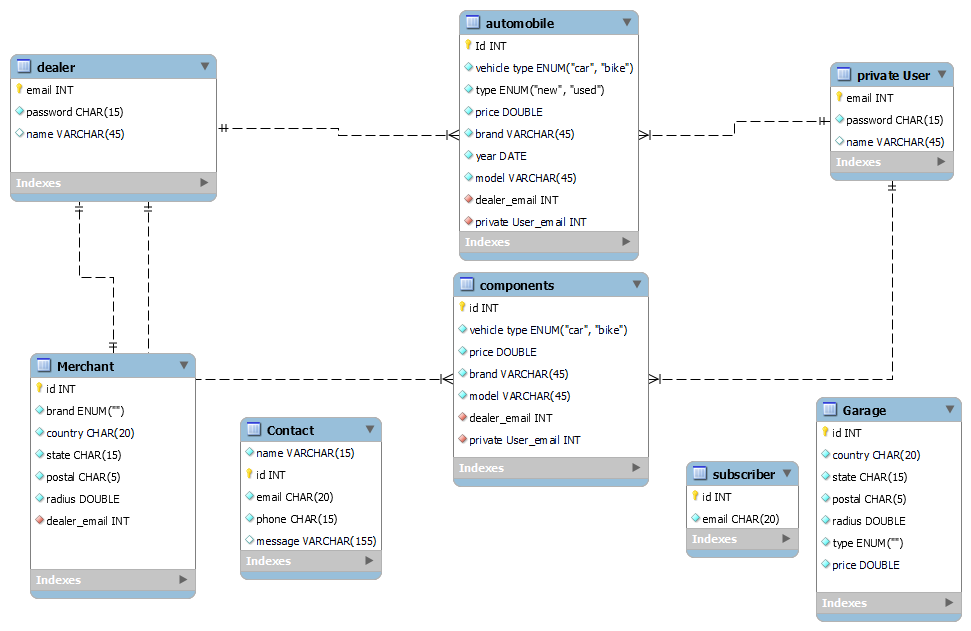 dealer
email INT
password CHAR(15)
name VARCHAR(45)
Indexes
automobile
Id INT
vehicle type ENUM("car", "bike")
type ENUM("new", "used")
price DOUBLE
brand VARCHAR(45)
year DATE
model VARCHAR(45)
dealer_email INT
private User_email INT
Indexes
private User
email INT
password CHAR(15)
name VARCHAR(45)
Indexes
components
id INT
vehicle type ENUM("car", "bike")
price DOUBLE
brand VARCHAR(45)
model VARCHAR(45)
dealer_email INT
private User_email INT
Indexes
Merchant
id INT
brand ENUM("")
country CHAR(20)
state CHAR(15)
postal CHAR(5)
radius DOUBLE
dealer_email INT
Indexes
Contact
name VARCHAR(15)
id INT
email CHAR(20)
phone CHAR(15)
message VARCHAR(155)
Indexes
subscriber
id INT
email CHAR(20)
Indexes
Garage
id INT
country CHAR(20)
state CHAR(15)
postal CHAR(5)
radius DOUBLE
type ENUM("")
price DOUBLE
Indexes